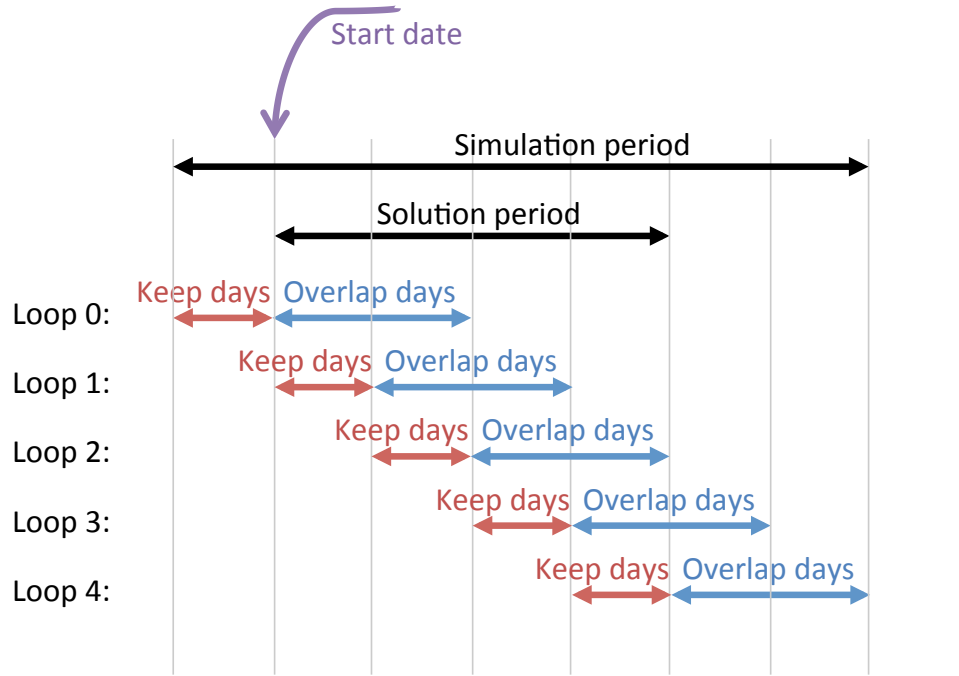 Start date
Simulation period
Solution period
Loop 0: Keep days Overlap days
Loop 1: Keep days Overlap days
Loop 2: Keep days Overlap days
Loop 3: Keep days Overlap days
Loop 4: Keep days Overlap days